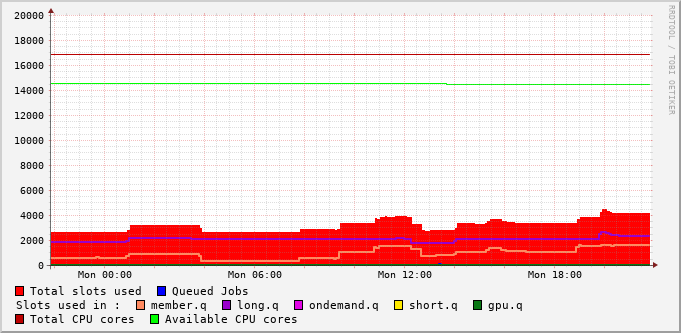 20000
18000
16000
14000
12000
10000
8000
6000
4000
2000
0
Mon 00:00 Mon 06:00 Mon 12:00 Mon 18:00
RRDTOOL / TOBI OETIKER
Total slots used Queued Jobs
Slots used in : member.q long.q ondemand.q short.q gpu.q
Total CPU cores Available CPU cores